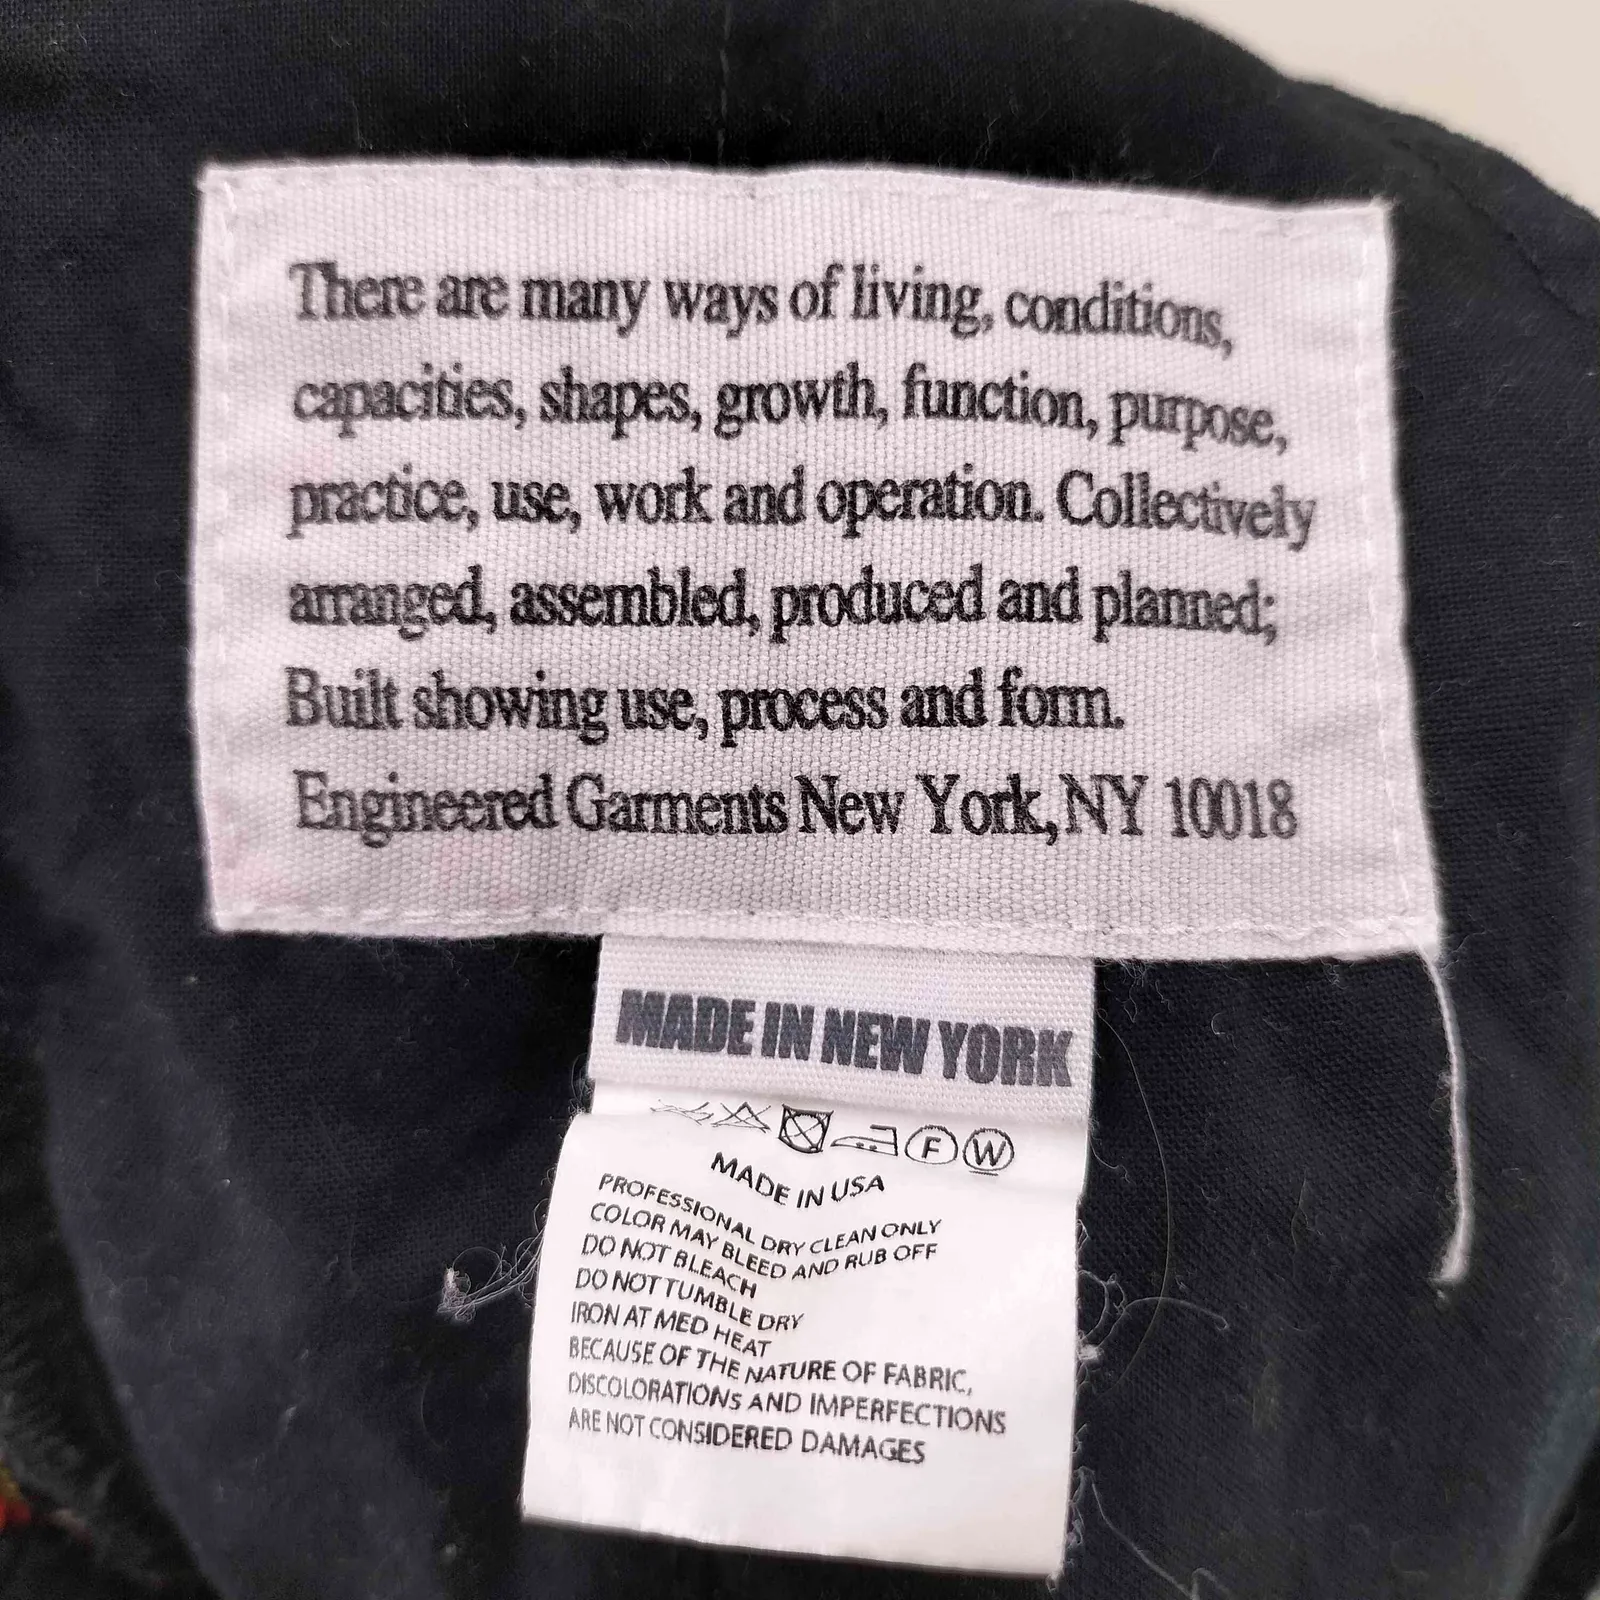 There are many ways of living, conditions,
capacities, shapes, growth, function, purpose,
practice, use, work and operation. Collectively
arranged, assembled, produced and planned;
Built showing use, process and form.
Engineered Garments New York, NY 10018
MADE IN NEW YORK
F W
MADE IN USA
PROFESSIONAL DRY CLEAN ONLY
COLOR MAY BLEED AND RUB OFF
DO NOT BLEACH
DO NOT TUMBLE DRY
IRON AT MED HEAT
BECAUSE OF THE NATURE OF FABRIC,
DISCOLORATIONS AND IMPERFECTIONS
ARE NOT CONSIDERED DAMAGES